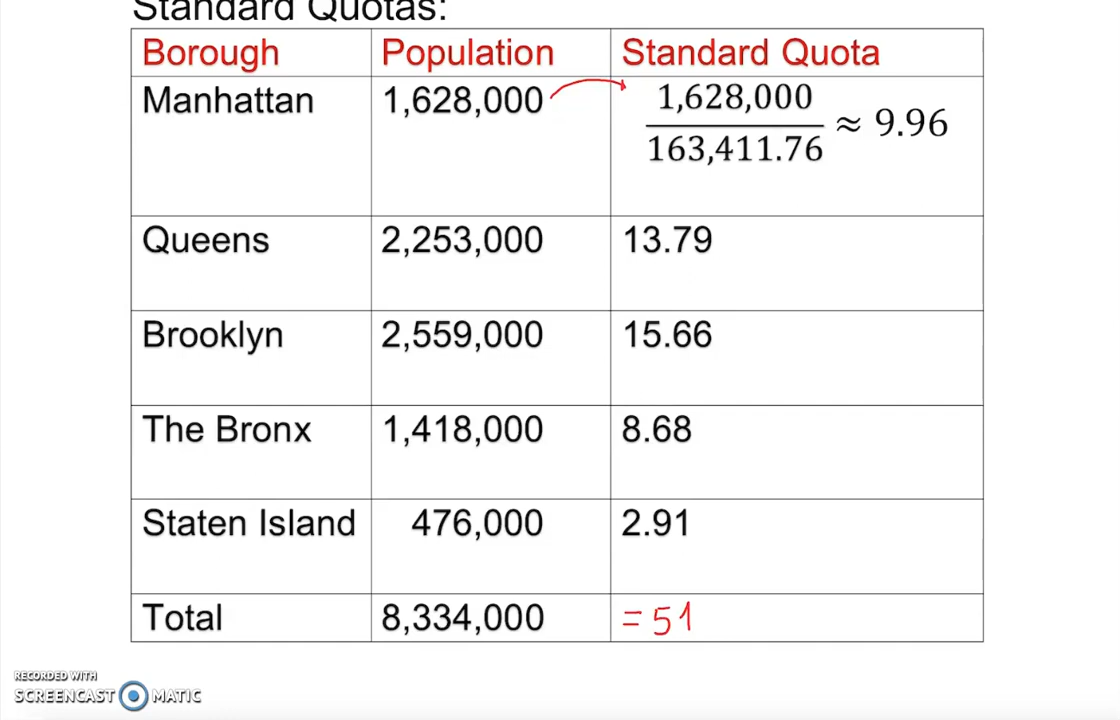 Standard Quotas:
Borough Population Standard Quota
Manhattan 1,628,000 1,628,000
163,411.76
≈ 9.96
Queens 2,253,000 13.79
Brooklyn 2,559,000 15.66
The Bronx 1,418,000 8.68
Staten Island 476,000 2.91
Total 8,334,000 = 51
RECORDED WITH
SCREENCAST MATIC